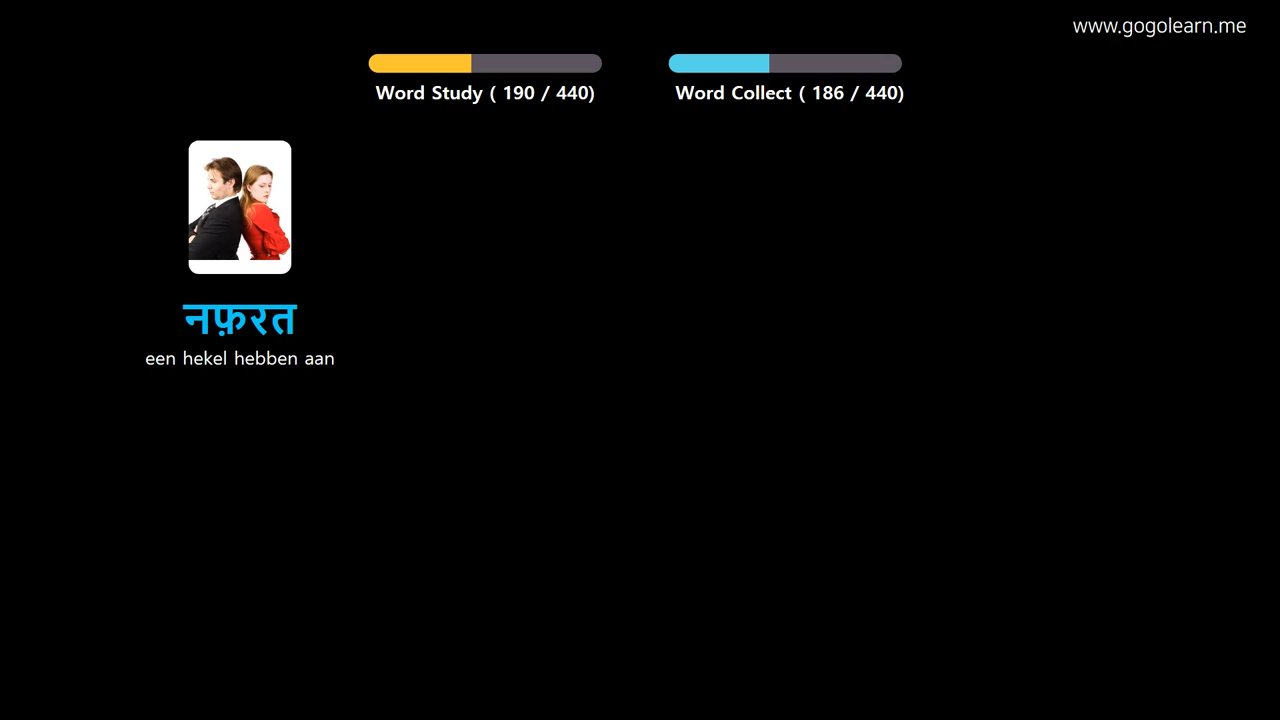 www.gogolearn.me
Word Study ( 190 / 440)
Word Collect ( 186 / 440)
नफ़रत
een hekel hebben aan